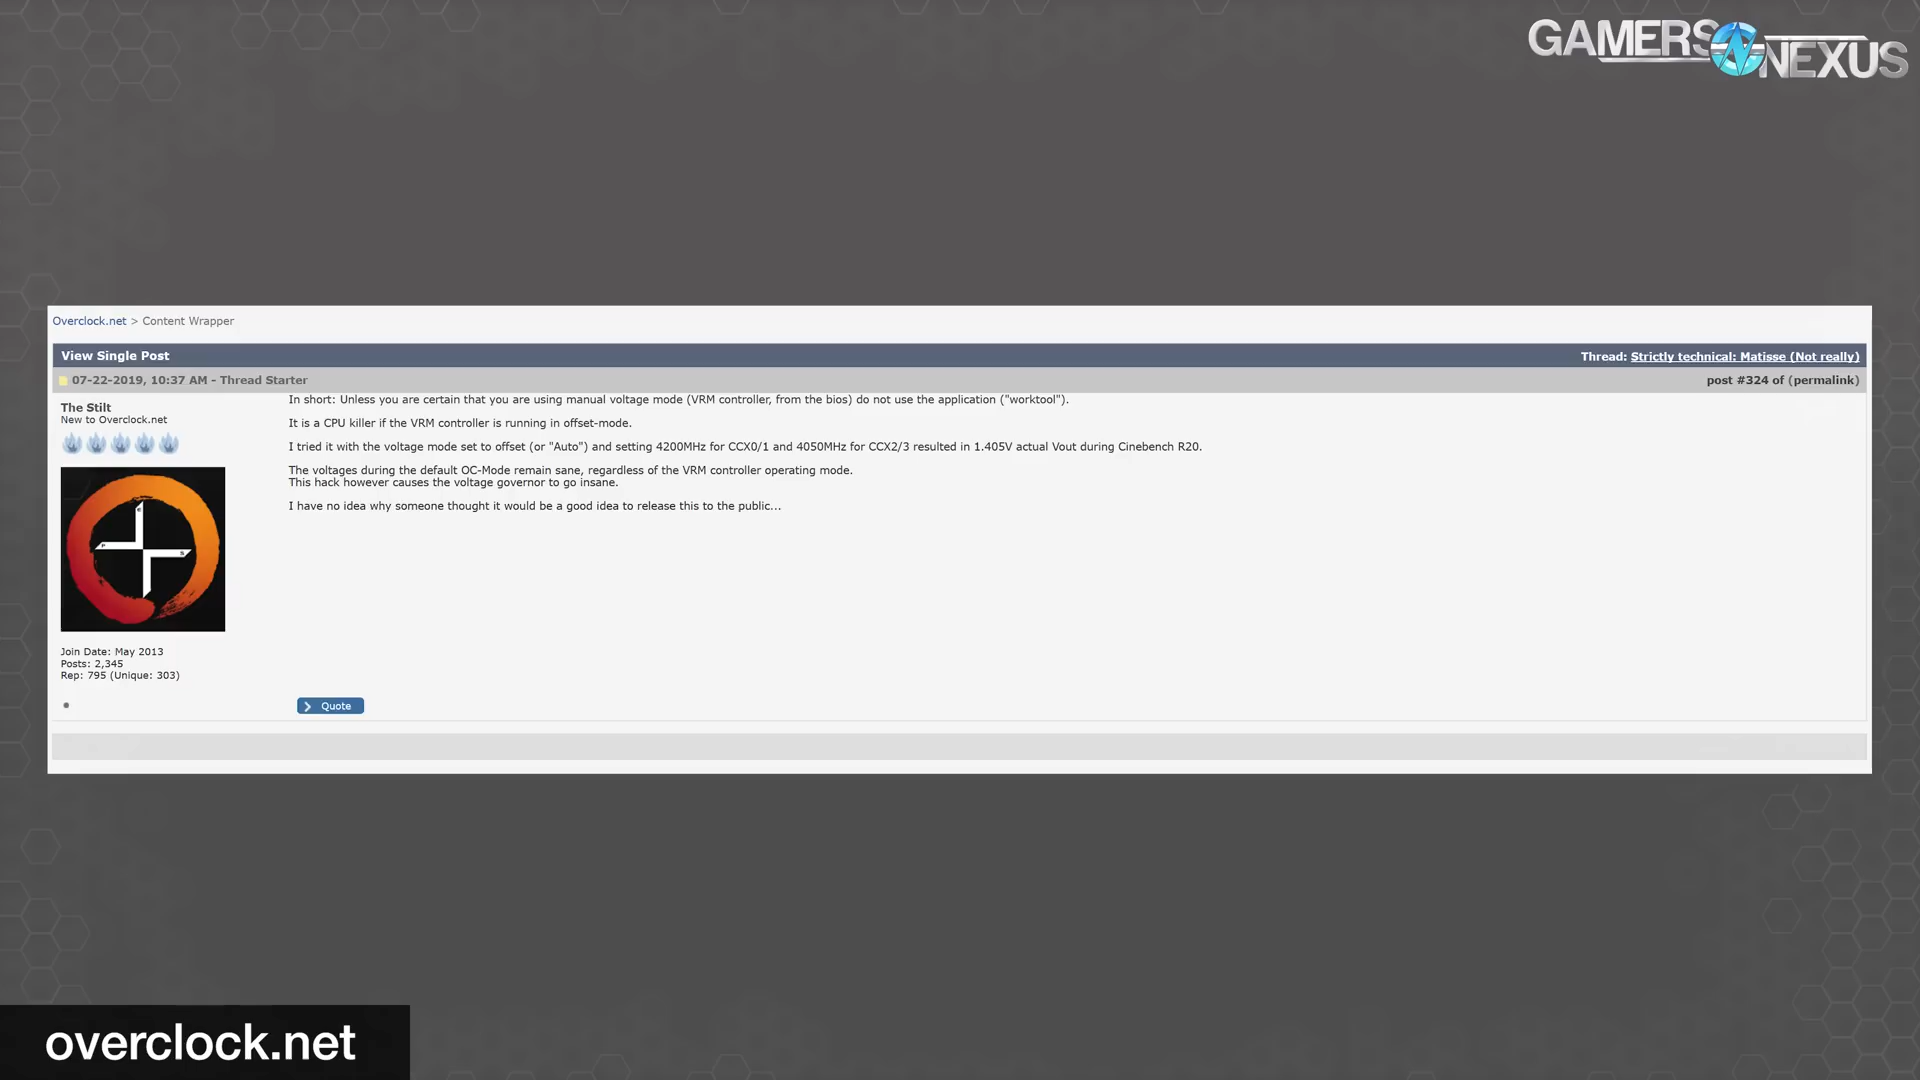 GAMERS NEXUS
Overclock.net > Content Wrapper
View Single Post
Thread: Strictly technical: Matisse (Not really)
07-22-2019, 10:37 AM - Thread Starter
post #324 of (permalink)
The Stilt
New to Overclock.net
In short: Unless you are certain that you are using manual voltage mode (VRM controller, from the bios) do not use the application ("worktool").
It is a CPU killer if the VRM controller is running in offset-mode.
I tried it with the voltage mode set to offset (or "Auto") and setting 4200MHz for CCX0/1 and 4050MHz for CCX2/3 resulted in 1.405V actual Vout during Cinebench R20.
The voltages during the default OC-Mode remain sane, regardless of the VRM controller operating mode.
This hack however causes the voltage governor to go insane.
I have no idea why someone thought it would be a good idea to release this to the public...
Join Date: May 2013
Posts: 2,345
Rep: 795 (Unique: 303)
Quote
overclock.net